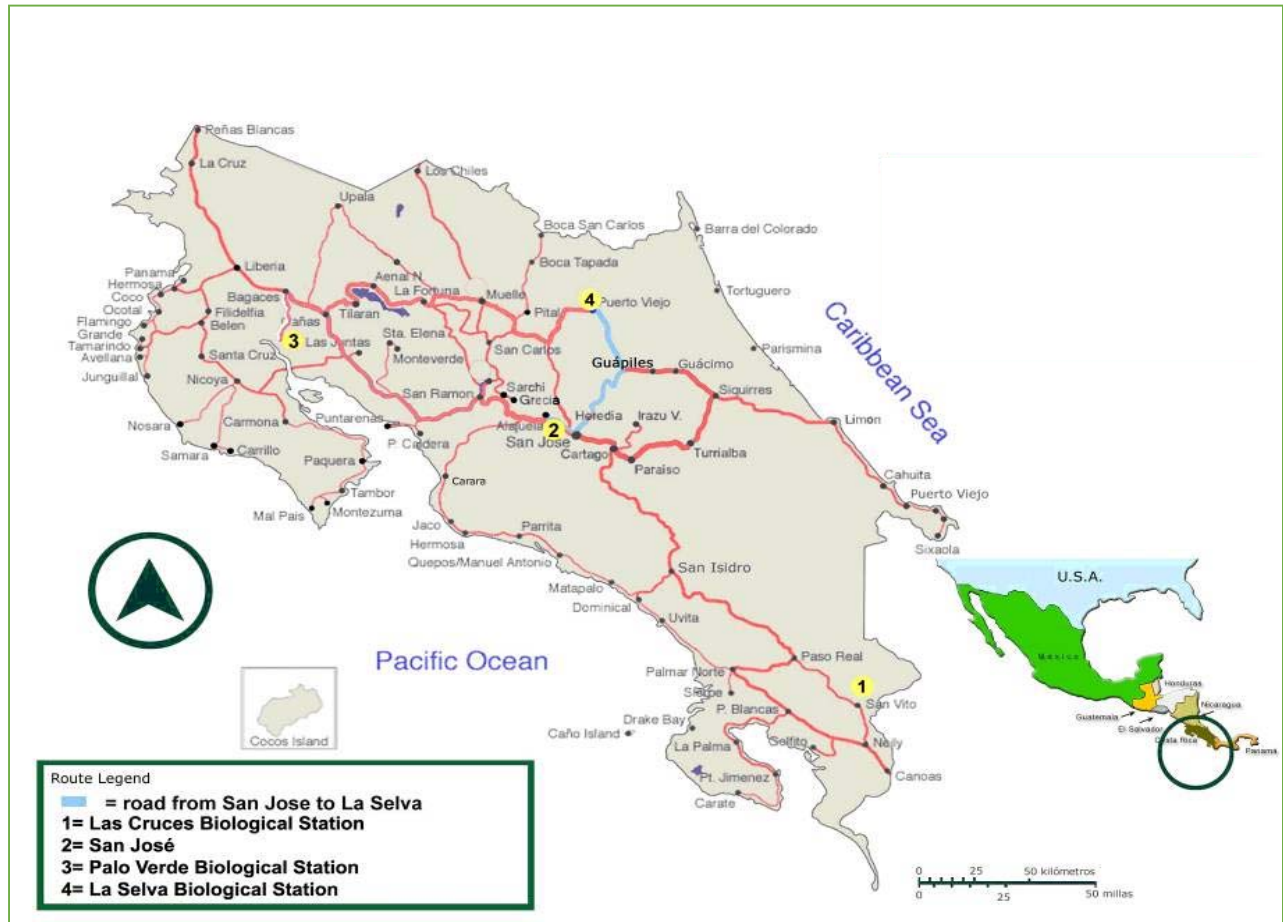 Peñas Blancas
La Cruz
Los Chiles
Upala
Boca San Carlos
Barra del Colorado
Liberia
Boca Tapada
Panama
Hermosa
Coco
Ocotal
Flamingo
Grande
Tamarindo
Avellana
Junguillal
Bagaces
Filidelfia
Belen
Santa Cruz
Nicoya
Aenal N.
La Fortuna
Muelle
4
Puerto Viejo
Tortuguero
Cañas
Tilaran
Pital
3
Las Juntas
Sta. Elena
Monteverde
San Carlos
Guápiles
Guácimo
Parismina
Caribbean Sea
San Ramon
Sarchi
Grecia
Siquirres
Nosara
Carmona
Puntarenas
P. Caldera
Alajuela
2
San José
Heredia
Irazu V.
Limon
Samara
Carrillo
Cartago
Paraiso
Turrialba
Paquera
Carara
Tambor
Montezuma
Mal Pais
Cahuita
Puerto Viejo
Sixaola
Jaco
Hermosa
Parrita
Quepos/Manuel Antonio
San Isidro
Matapalo
Dominical
Uvita
Pacific Ocean
Paso Real
Palmar Norte
1
San Vito
Sierpe
P. Blancas
Drake Bay
Caño Island
La Palma
Golfito
Neily
Canoas
Pt. Jimenez
Carate
Cocos Island
U.S.A.
Mexico
Honduras
Nicaragua
Guatemala
El Salvador
Costa Rica
Panama
Route Legend
= road from San Jose to La Selva
1= Las Cruces Biological Station
2= San José
3= Palo Verde Biological Station
4= La Selva Biological Station
0 25 50 kilómetros
0 25 50 millas